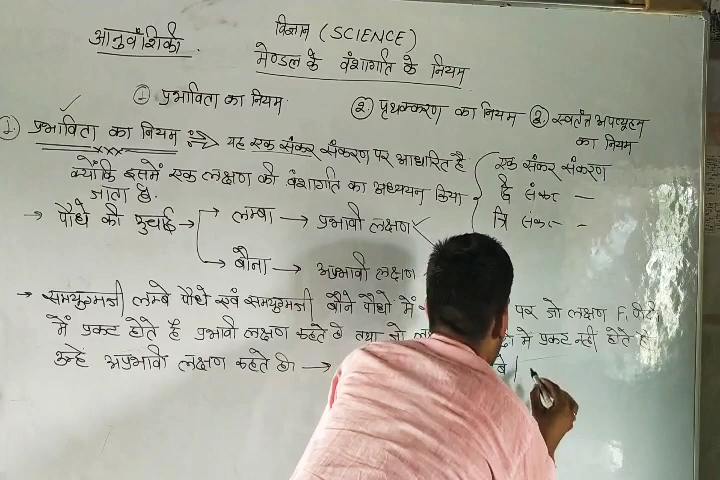 आनुवंशिकी
विज्ञान (SCIENCE)
मेण्डल के वंशागति के नियम
① प्रभाविता का नियम ② पृथक्करण का नियम ③ स्वतंत्र अपव्यूहन का नियम
①. प्रभाविता का नियम → यह एक संकर संकरण पर आधारित है
क्योंकि इसमें एक लक्षण की वंशागति का अध्ययन किया
जाता है.
एक संकर संकरण
द्वि संकर —
त्रि संकर -
→ पौधे की ऊंचाई → लम्बा → प्रभावी लक्षण
बौना → अप्रभावी लक्षण
→ समयुग्मजी लम्बे पौधे एवं समयुग्मजी बौने पौधे में पर जो लक्षण F₁ पीढ़ी
में प्रकट होते है प्रभावी लक्षण कहते है तथा जो में प्रकट नहीं होते है
उन्हे अप्रभावी लक्षण कहते है। →